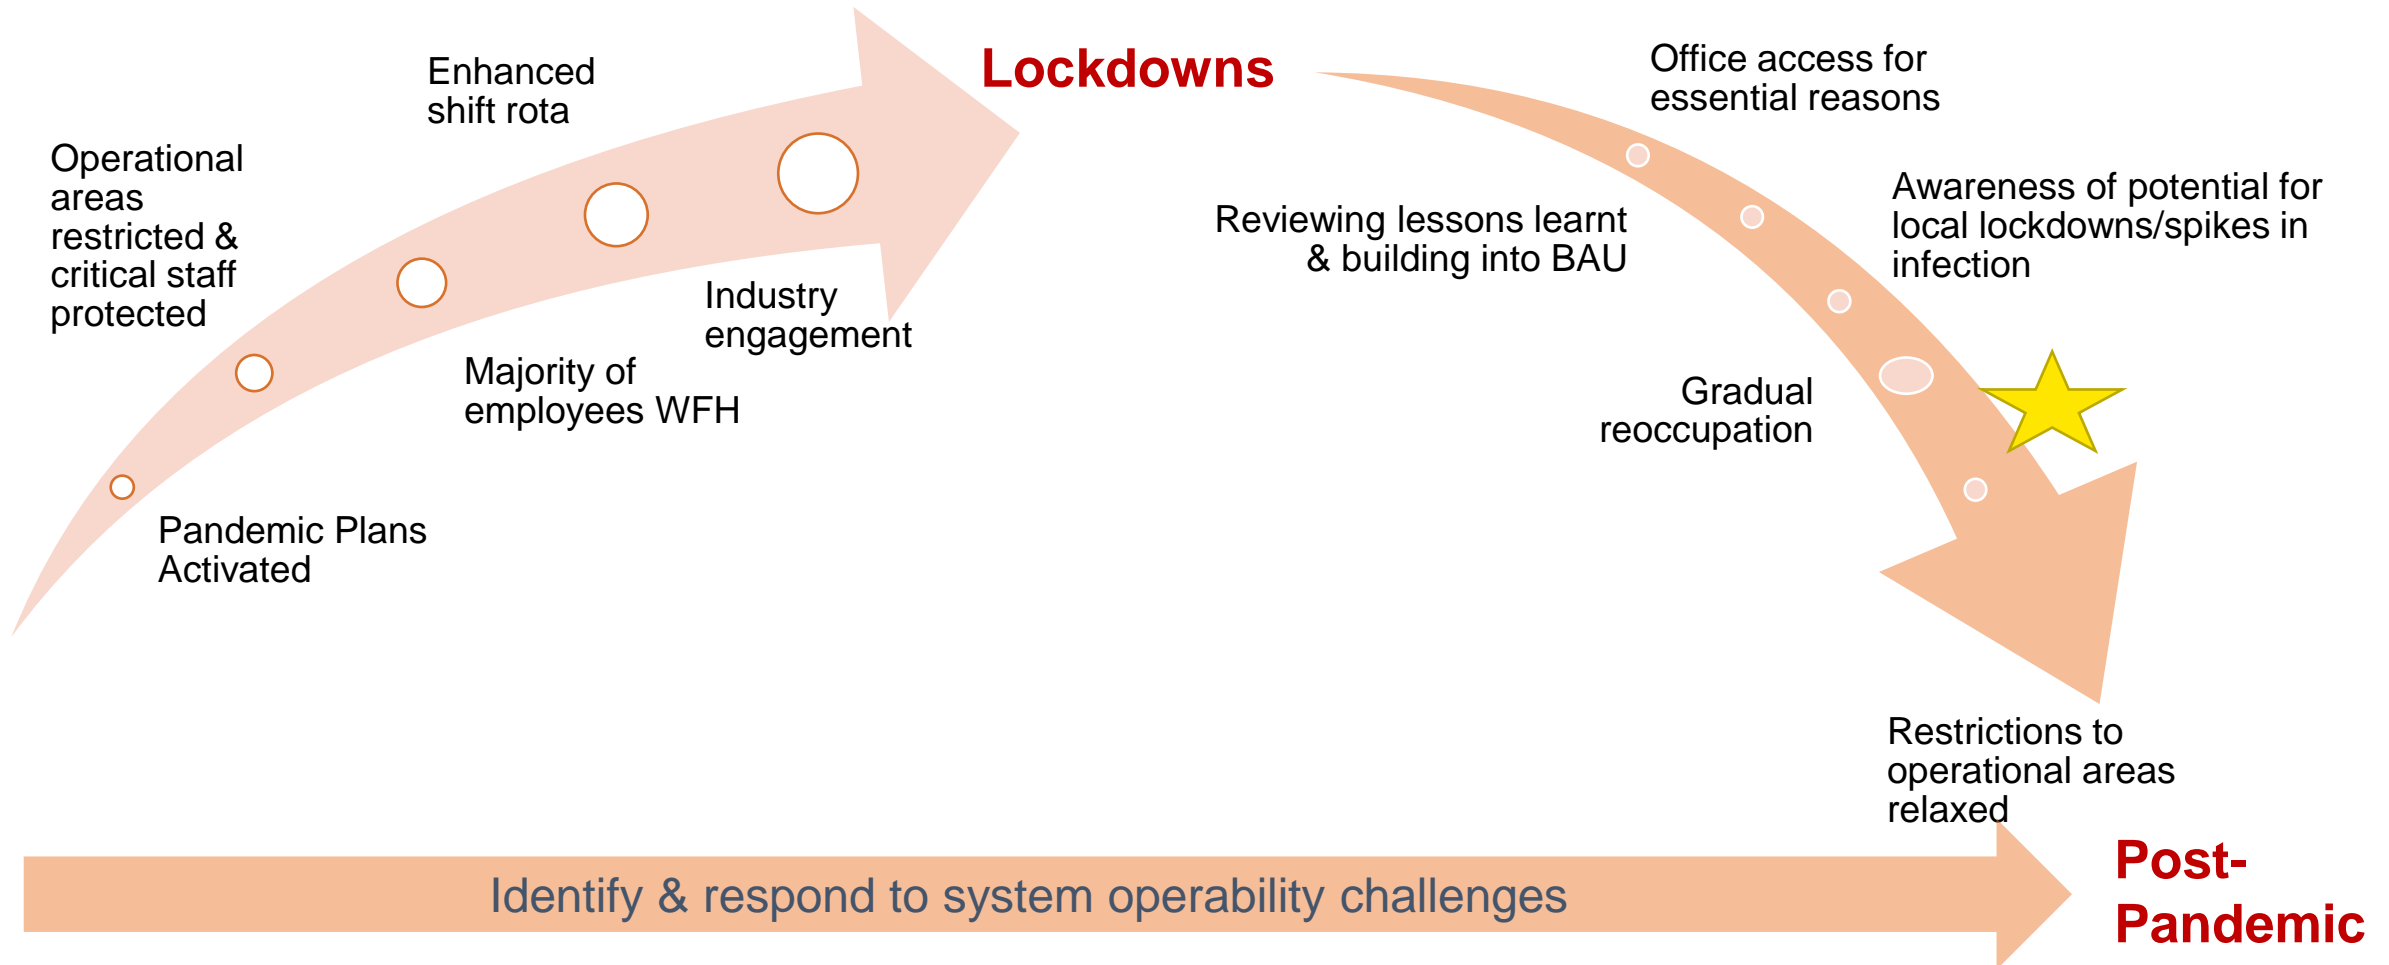 Enhanced
shift rota
Operational
areas
restricted &
critical staff
protected
Pandemic Plans
Activated
Majority of
employees WFH
Industry
engagement
Lockdowns
Office access for
essential reasons
Reviewing lessons learnt
& building into BAU
Awareness of potential for
local lockdowns/spikes in
infection
Gradual
reoccupation
Restrictions to
operational areas
relaxed
Identify & respond to system operability challenges
Post-
Pandemic